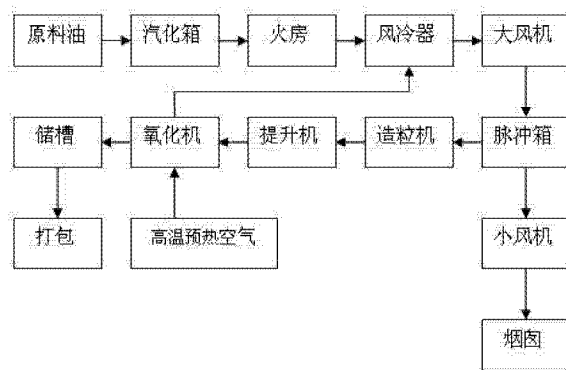 原料油
汽化箱
火房
风冷器
大风机
储槽
氧化机
提升机
造粒机
脉冲箱
打包
高温预热空气
小风机
烟囱